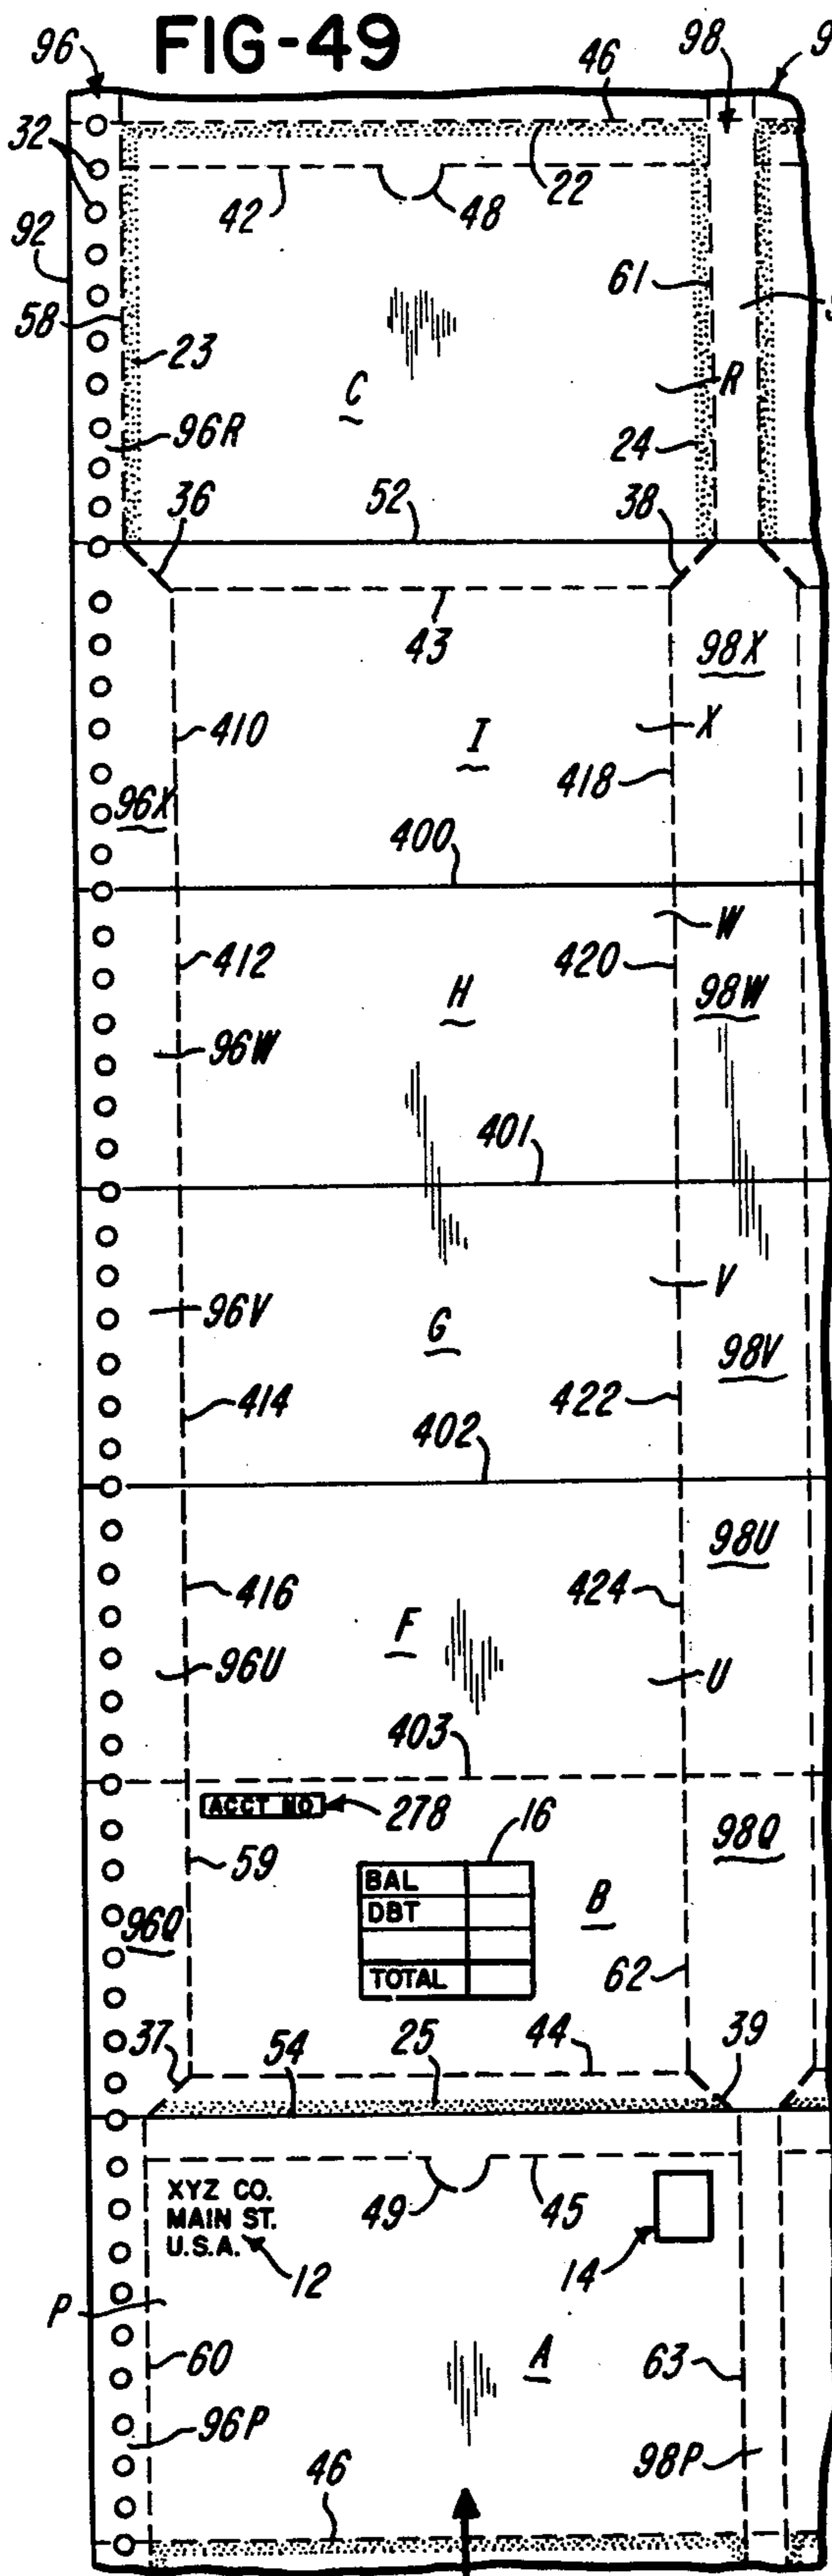 FIG-49
96 98 9
46
32
42 48 22
92
58 61
23 R
C
96R 24
36 52 38
43 98X
410 I X
418
96X
400
W
412 H 420 98W
96W
401
V
96V G 98V
414 422
402
98U
416 F 424
96U U
403
ACCT NO 278 16
59 BAL 98Q
DBT B
96Q
TOTAL 62
37 54 25 44 39
XYZ CO. 49 45
MAIN ST.
U.S.A. 12 14
P
60 A 63
96P 98P
46